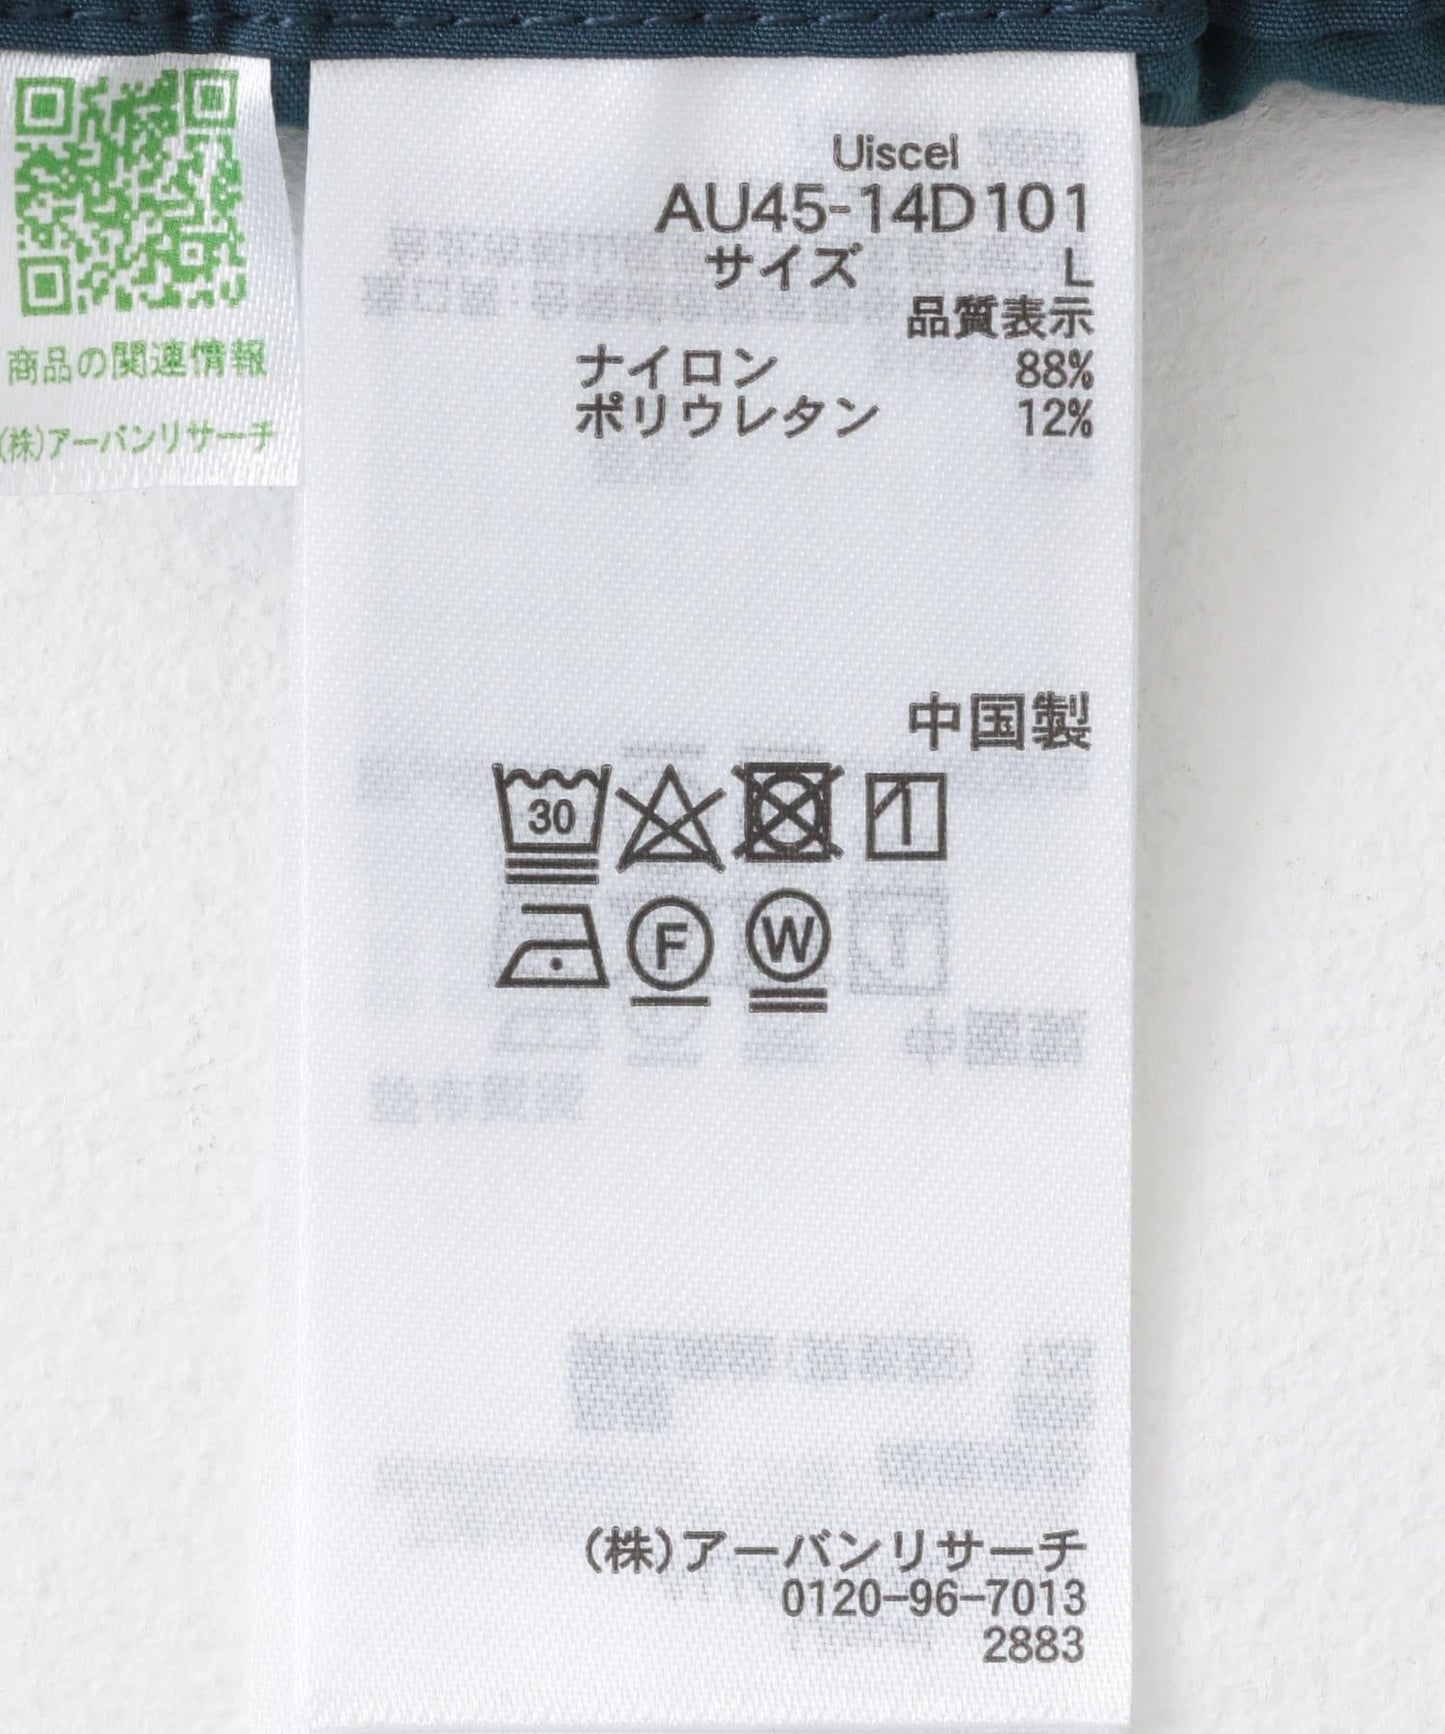 商品の関連情報
(株)アーバンリサーチ
Uiscel
AU45-14D101
サイズ L
品質表示
ナイロン 88%
ポリウレタン 12%
中国製
30
F W
(株)アーバンリサーチ
0120-96-7013
2883